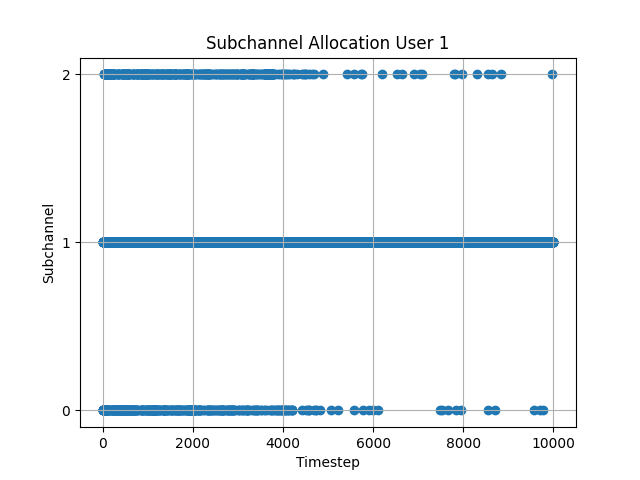 Subchannel Allocation User 1
2
1
0
Subchannel
0 2000 4000 6000 8000 10000
Timestep